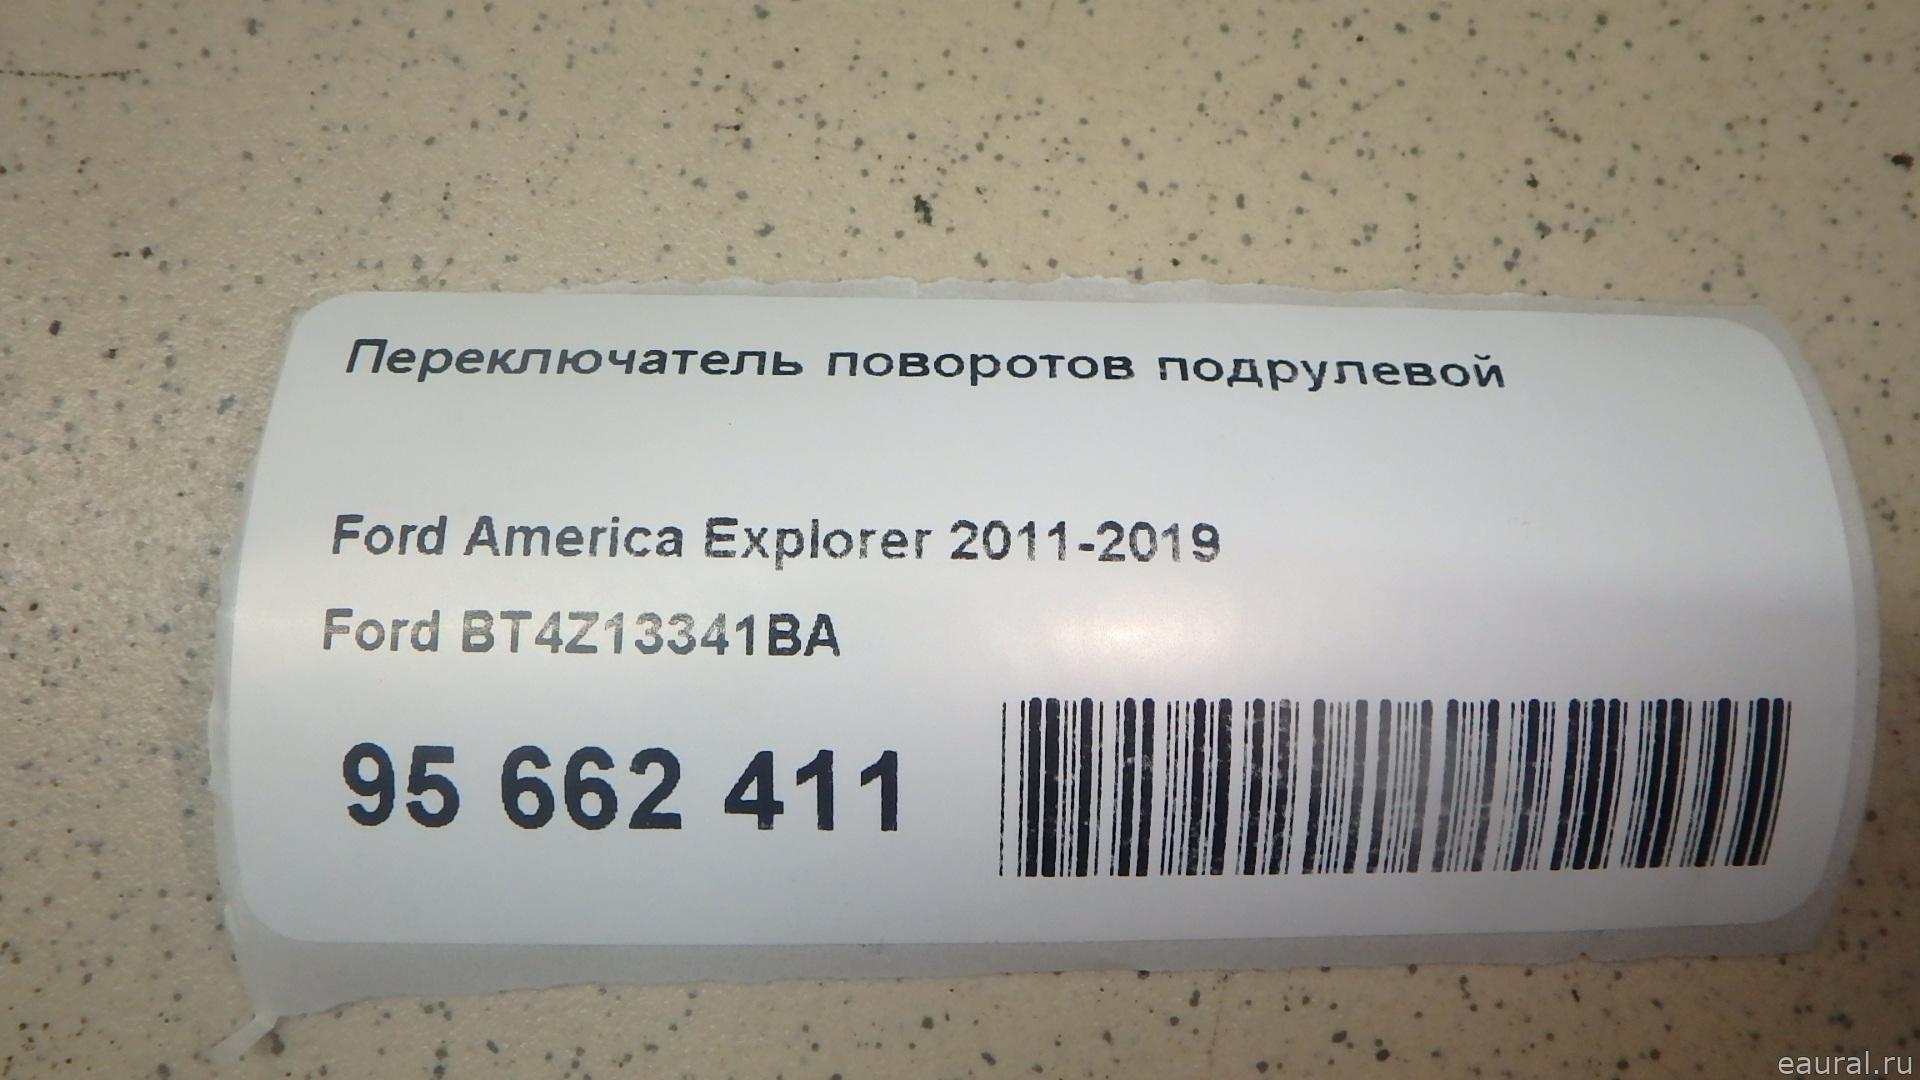 Переключатель поворотов подрулевой
Ford America Explorer 2011-2019
Ford BT4Z13341BA
95 662 411
eaural.ru